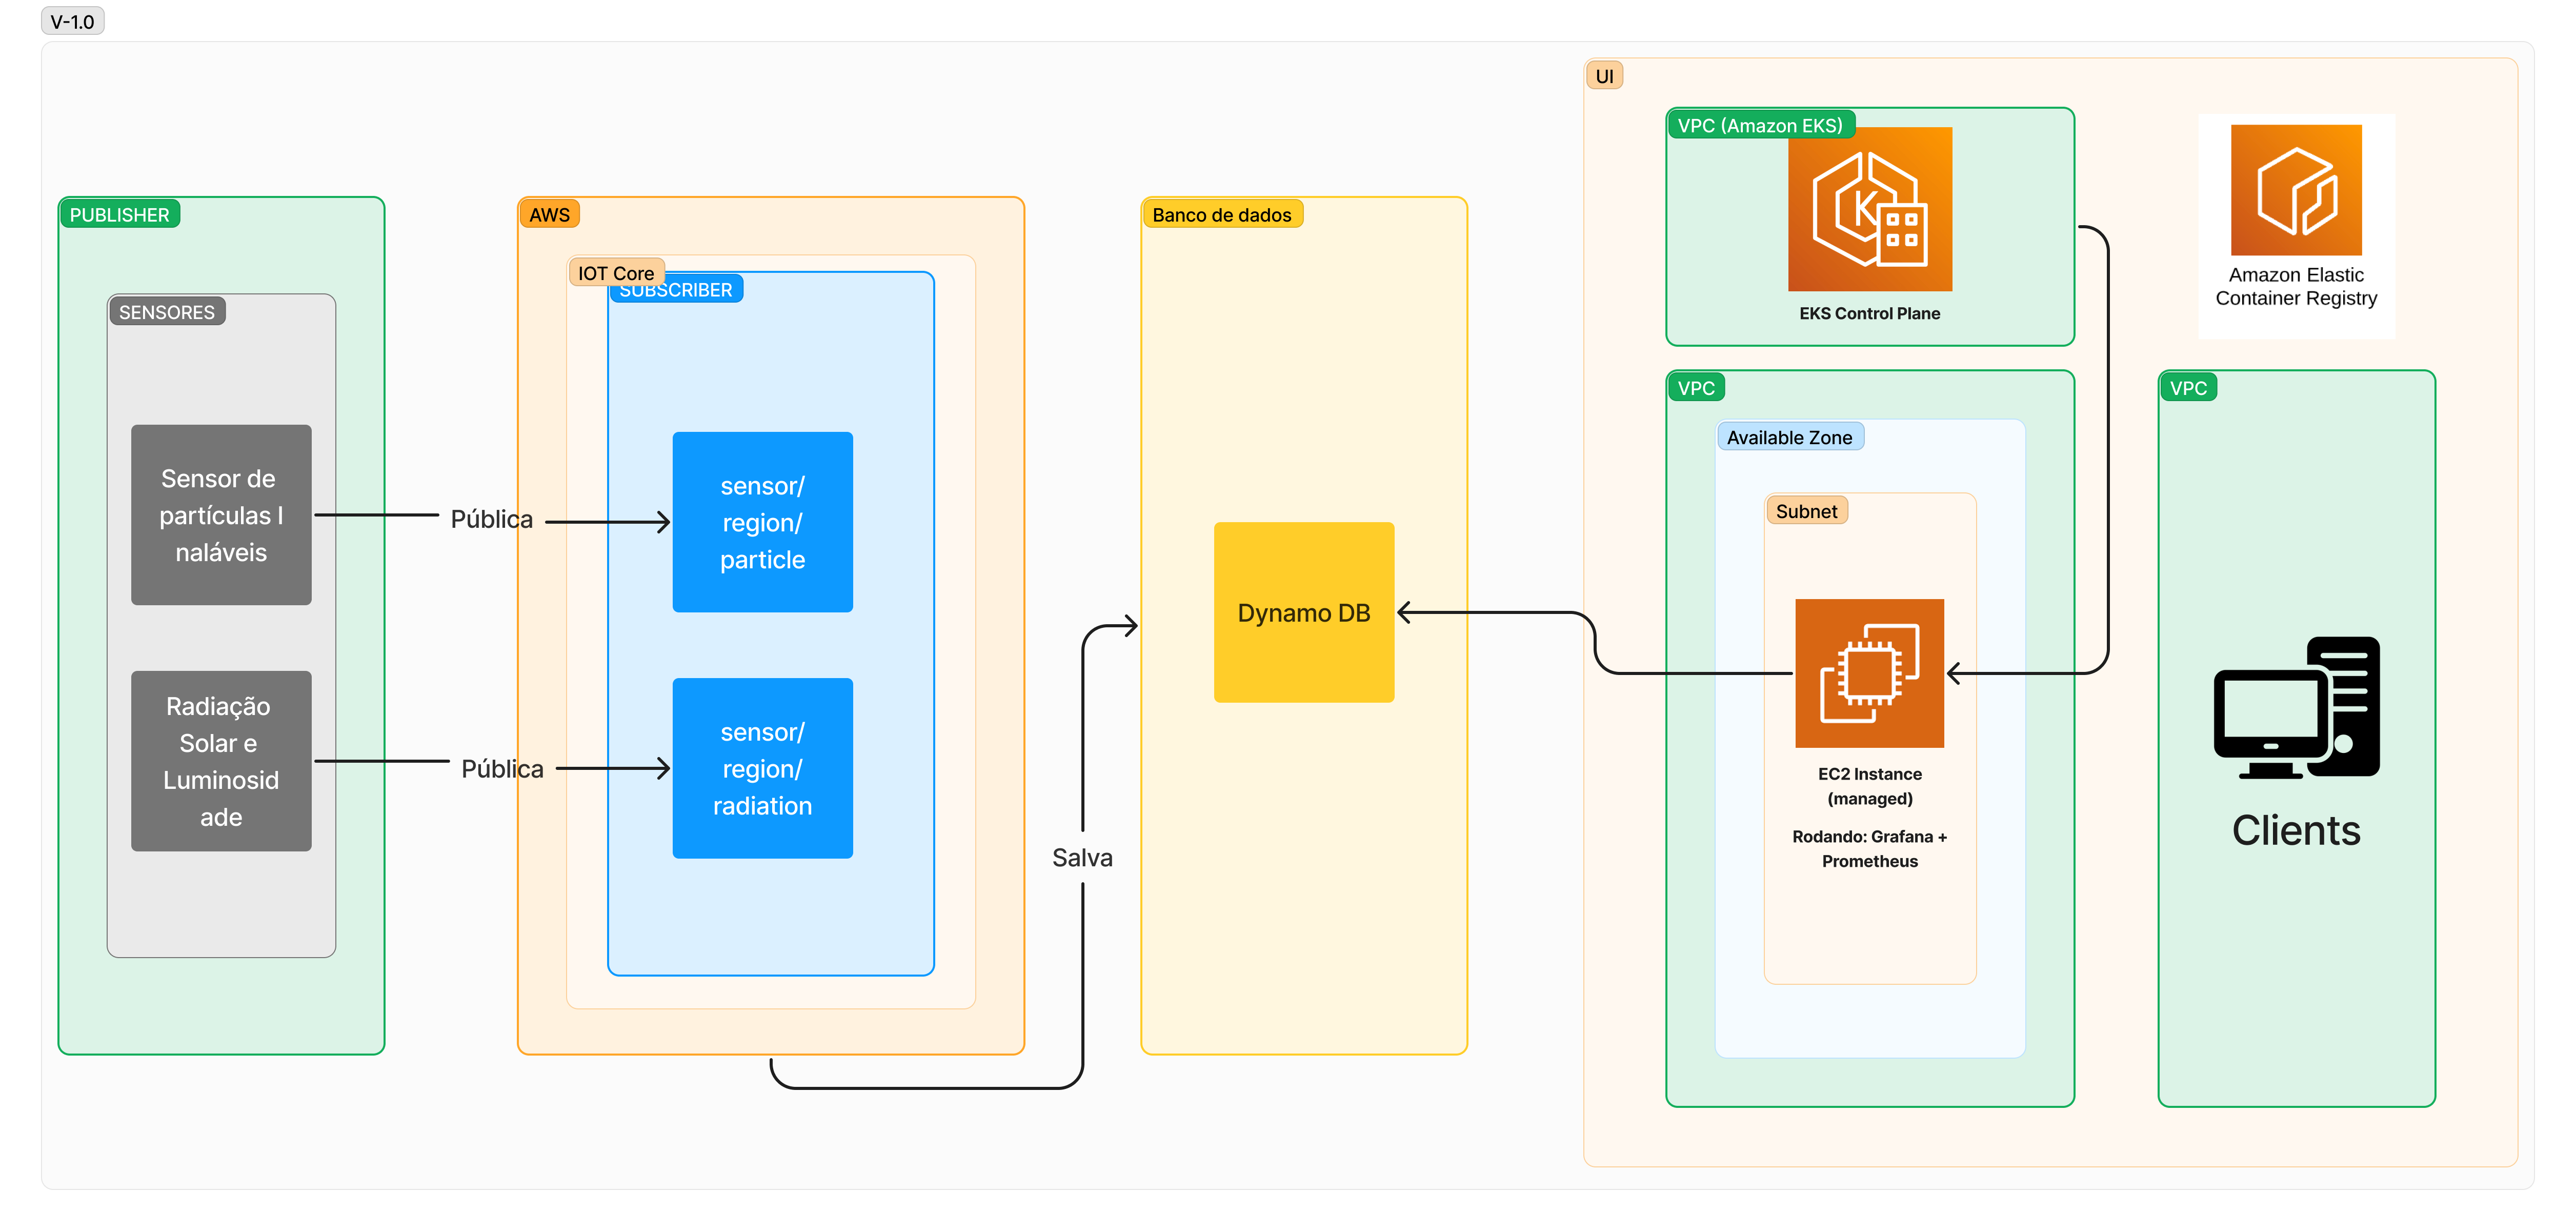 V-1.0
PUBLISHER
SENSORES
Sensor de
partículas I
naláveis
Radiação
Solar e
Luminosid
ade
Pública
Pública
AWS
IOT Core
SUBSCRIBER
sensor/
region/
particle
sensor/
region/
radiation
Salva
Banco de dados
Dynamo DB
UI
VPC (Amazon EKS)
EKS Control Plane
Amazon Elastic
Container Registry
VPC
Available Zone
Subnet
EC2 Instance
(managed)
Rodando: Grafana +
Prometheus
VPC
Clients